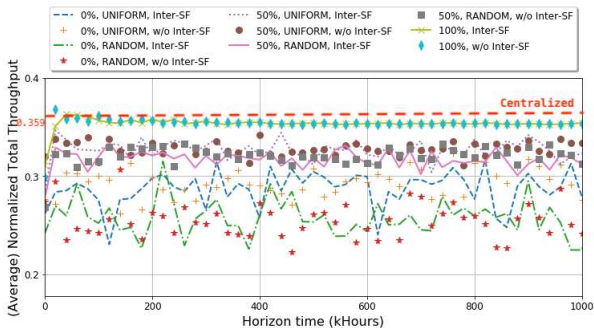 0%, UNIFORM, Inter-SF
0%, UNIFORM, w/o Inter-SF
0%, RANDOM, Inter-SF
0%, RANDOM, w/o Inter-SF
50%, UNIFORM, Inter-SF
50%, UNIFORM, w/o Inter-SF
50%, RANDOM, Inter-SF
50%, RANDOM, w/o Inter-SF
100%, Inter-SF
100%, w/o Inter-SF
(Average) Normalized Total Throughput
0.4
0.359
0.3
0.2
Centralized
0
200
400
600
800
1000
Horizon time (kHours)